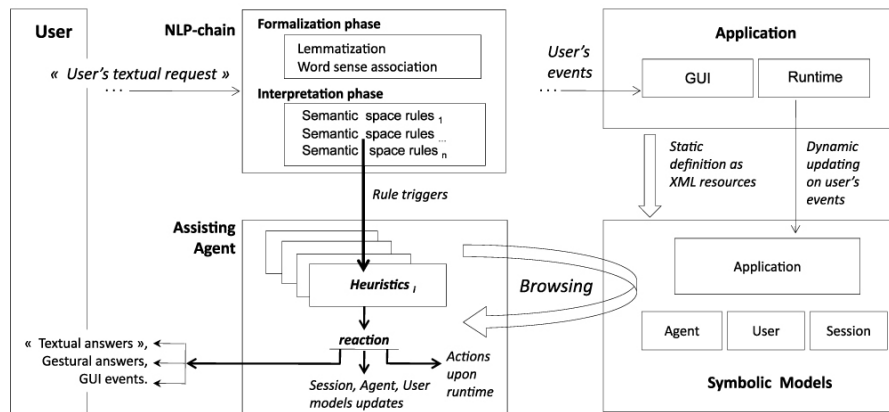 User
« User's textual request »
...
NLP-chain
Formalization phase
Lemmatization
Word sense association
Interpretation phase
Semantic space rules 1
Semantic space rules ...
Semantic space rules n
Rule triggers
User's
events
...
Application
GUI
Runtime
Static
definition as
XML resources
Dynamic
updating
on user's
events
Assisting
Agent
Heuristics i
reaction
« Textual answers »,
Gestural answers,
GUI events.
Session, Agent, User
models updates
Actions
upon
runtime
Browsing
Application
Agent
User
Session
Symbolic Models